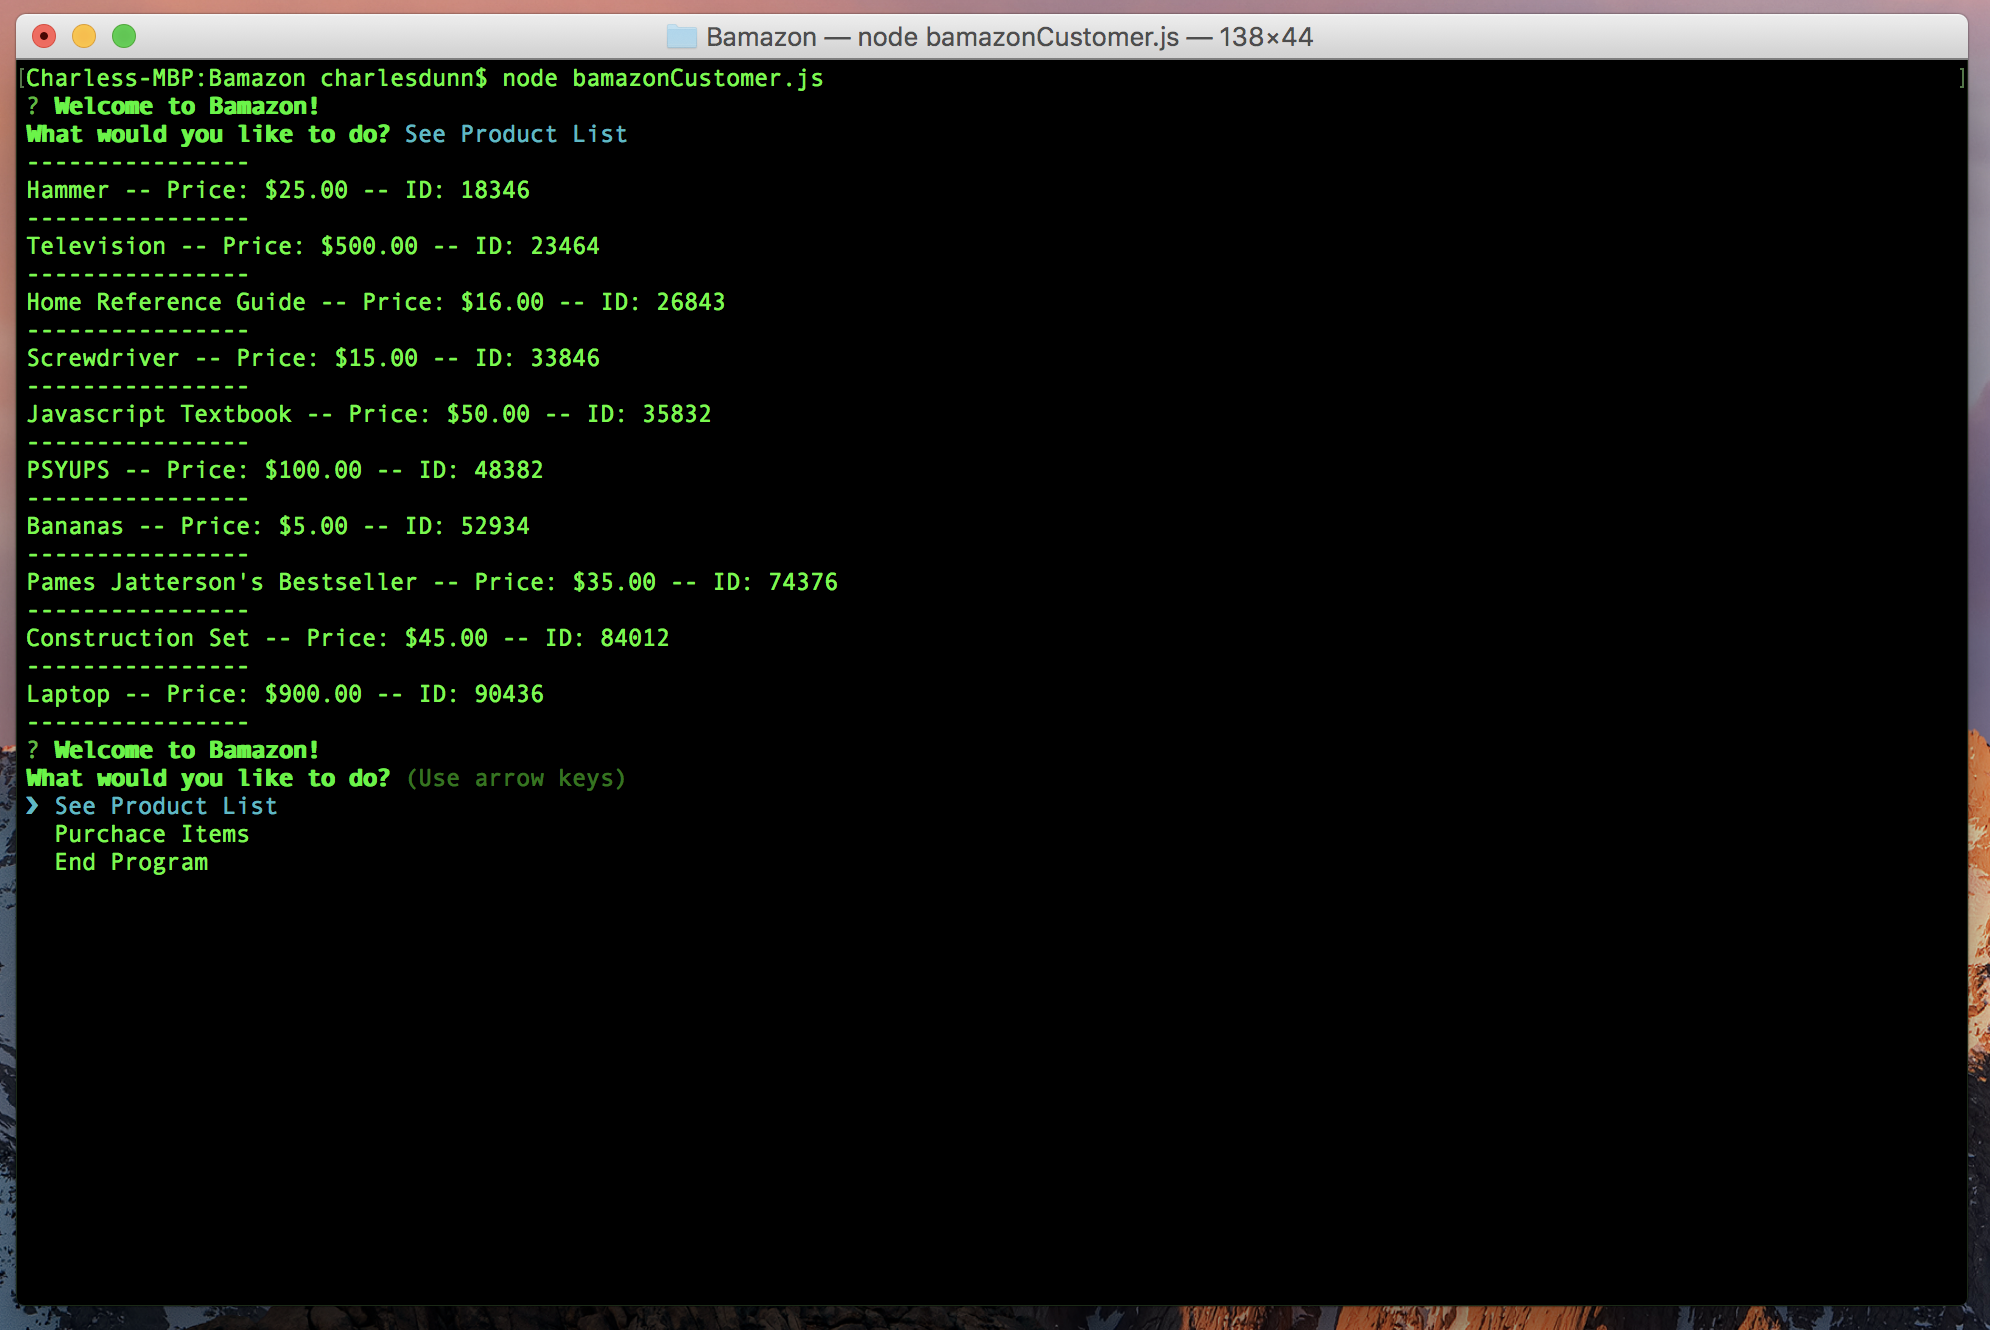 Bamazon — node bamazonCustomer.js — 138×44
[Charless-MBP:Bamazon charlesdunn$ node bamazonCustomer.js ]
? Welcome to Bamazon!
What would you like to do? See Product List
----------------
Hammer -- Price: $25.00 -- ID: 18346
----------------
Television -- Price: $500.00 -- ID: 23464
----------------
Home Reference Guide -- Price: $16.00 -- ID: 26843
----------------
Screwdriver -- Price: $15.00 -- ID: 33846
----------------
Javascript Textbook -- Price: $50.00 -- ID: 35832
----------------
PSYUPS -- Price: $100.00 -- ID: 48382
----------------
Bananas -- Price: $5.00 -- ID: 52934
----------------
Pames Jatterson's Bestseller -- Price: $35.00 -- ID: 74376
----------------
Construction Set -- Price: $45.00 -- ID: 84012
----------------
Laptop -- Price: $900.00 -- ID: 90436
----------------
? Welcome to Bamazon!
What would you like to do? (Use arrow keys)
❯ See Product List
  Purchace Items
  End Program